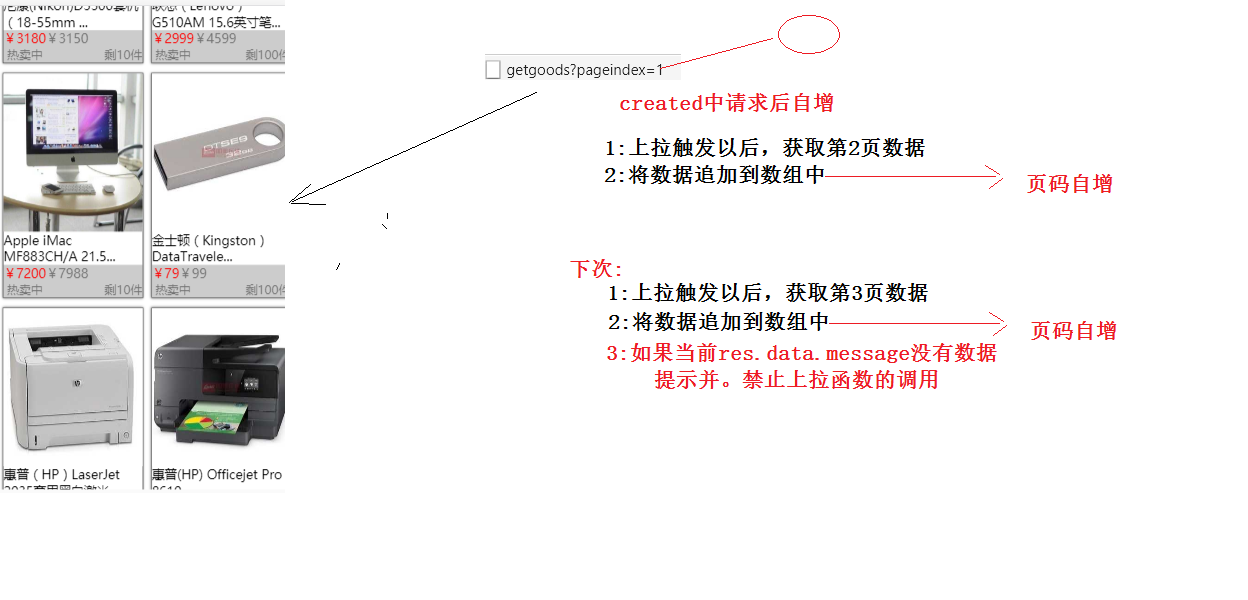 尼康(Nikon)D3300套机
（18-55mm ...
￥3180￥3150
热卖中 剩10件
联想（Lenovo）
G510AM 15.6英寸笔...
￥2999￥4599
热卖中 剩100件
Apple iMac
MF883CH/A 21.5...
￥7200￥7988
热卖中 剩10件
金士顿（Kingston）
DataTravele...
￥79￥99
热卖中 剩100件
惠普（HP）LaserJet
惠普(HP) Officejet Pro
getgoods?pageindex=1
created中请求后自增
1:上拉触发以后，获取第2页数据
2:将数据追加到数组中
页码自增
下次:
1:上拉触发以后，获取第3页数据
2:将数据追加到数组中
页码自增
3:如果当前res.data.message没有数据
提示并。禁止上拉函数的调用